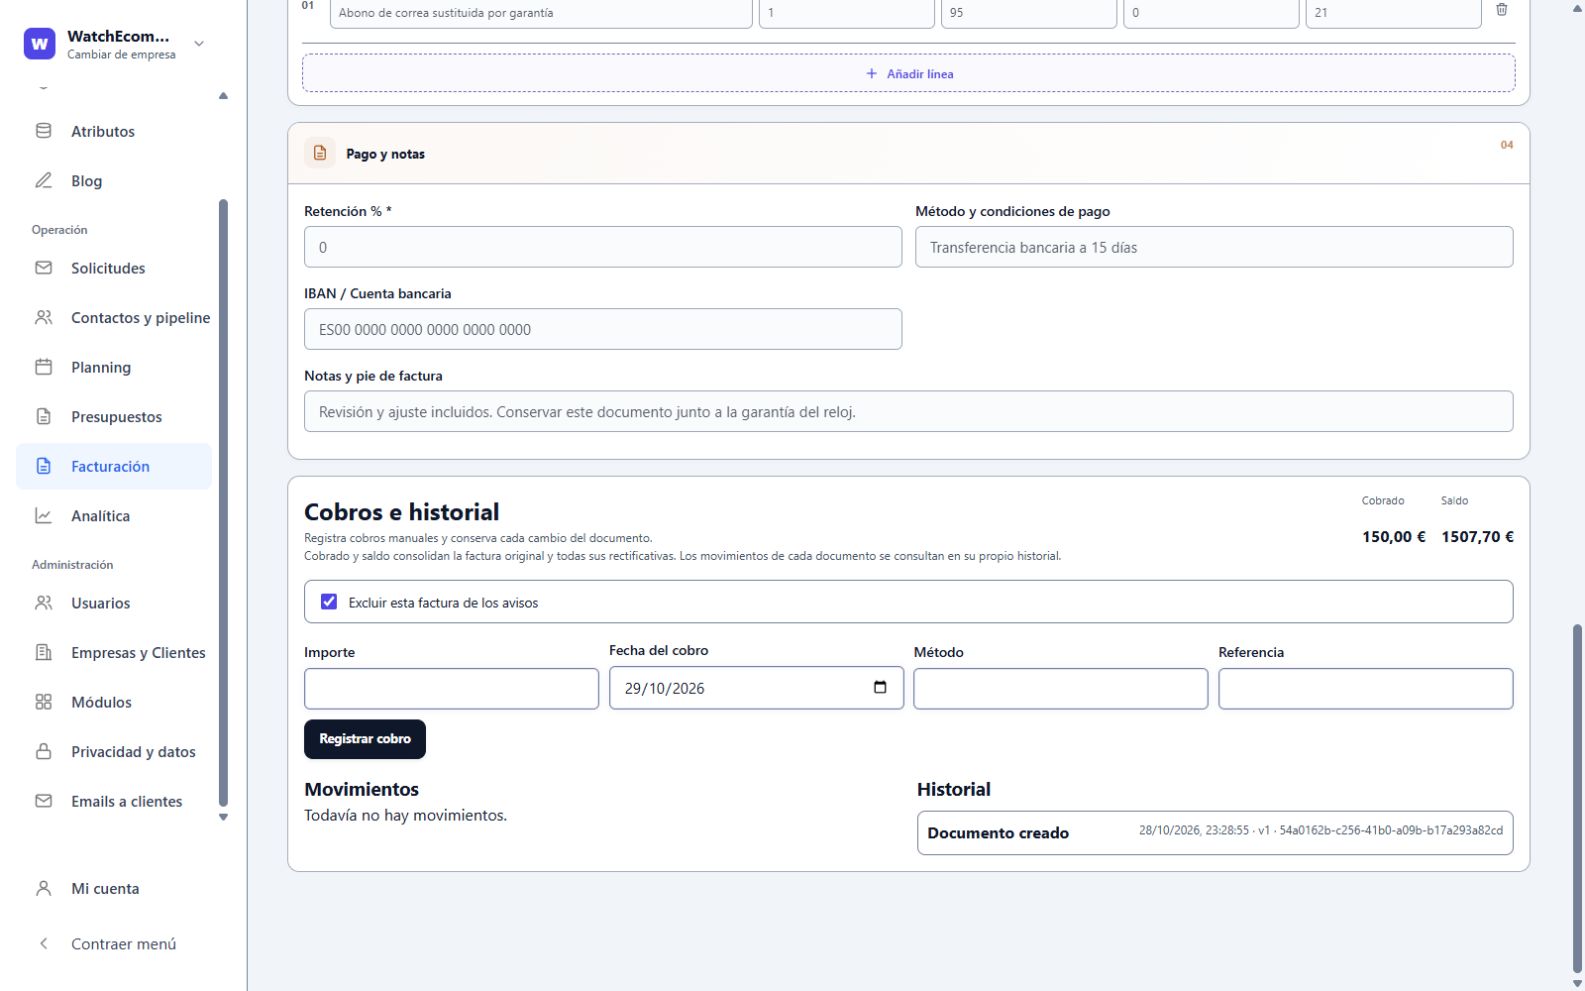 WatchEcom...
Cambiar de empresa
Atributos
Blog
Operación
Solicitudes
Contactos y pipeline
Planning
Presupuestos
Facturación
Analítica
Administración
Usuarios
Empresas y Clientes
Módulos
Privacidad y datos
Emails a clientes
Mi cuenta
Contraer menú
01
Abono de correa sustituida por garantía
1
95
0
21
+ Añadir línea
Pago y notas
04
Retención % *
0
Método y condiciones de pago
Transferencia bancaria a 15 días
IBAN / Cuenta bancaria
ES00 0000 0000 0000 0000 0000
Notas y pie de factura
Revisión y ajuste incluidos. Conservar este documento junto a la garantía del reloj.
Cobros e historial
Registra cobros manuales y conserva cada cambio del documento.
Cobrado y saldo consolidan la factura original y todas sus rectificativas. Los movimientos de cada documento se consultan en su propio historial.
Cobrado
150,00 €
Saldo
1507,70 €
Excluir esta factura de los avisos
Importe
Fecha del cobro
29/10/2026
Método
Referencia
Registrar cobro
Movimientos
Todavía no hay movimientos.
Historial
Documento creado
28/10/2026, 23:28:55 · v1 · 54a0162b-c256-41b0-a09b-b17a293a82cd